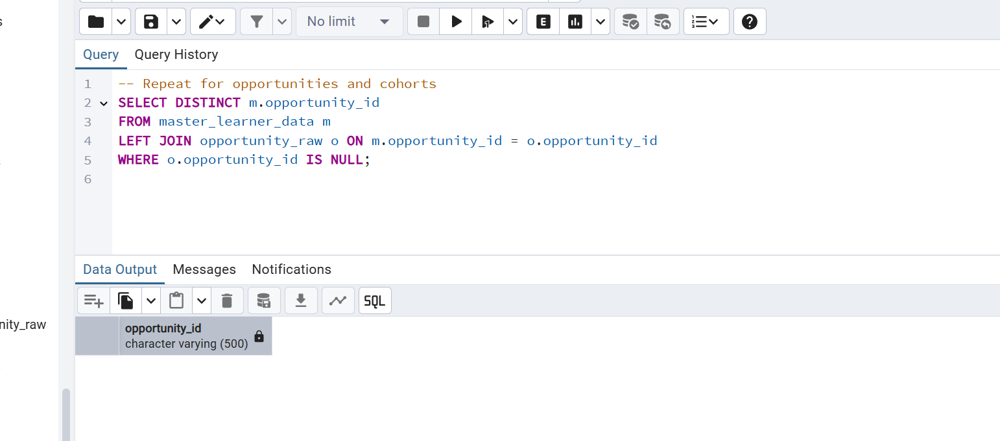 s
No limit
E
Query
Query History
1 -- Repeat for opportunities and cohorts
2 SELECT DISTINCT m.opportunity_id
3 FROM master_learner_data m
4 LEFT JOIN opportunity_raw o ON m.opportunity_id = o.opportunity_id
5 WHERE o.opportunity_id IS NULL;
6
Data Output
Messages
Notifications
SQL
nity_raw
opportunity_id
character varying (500)